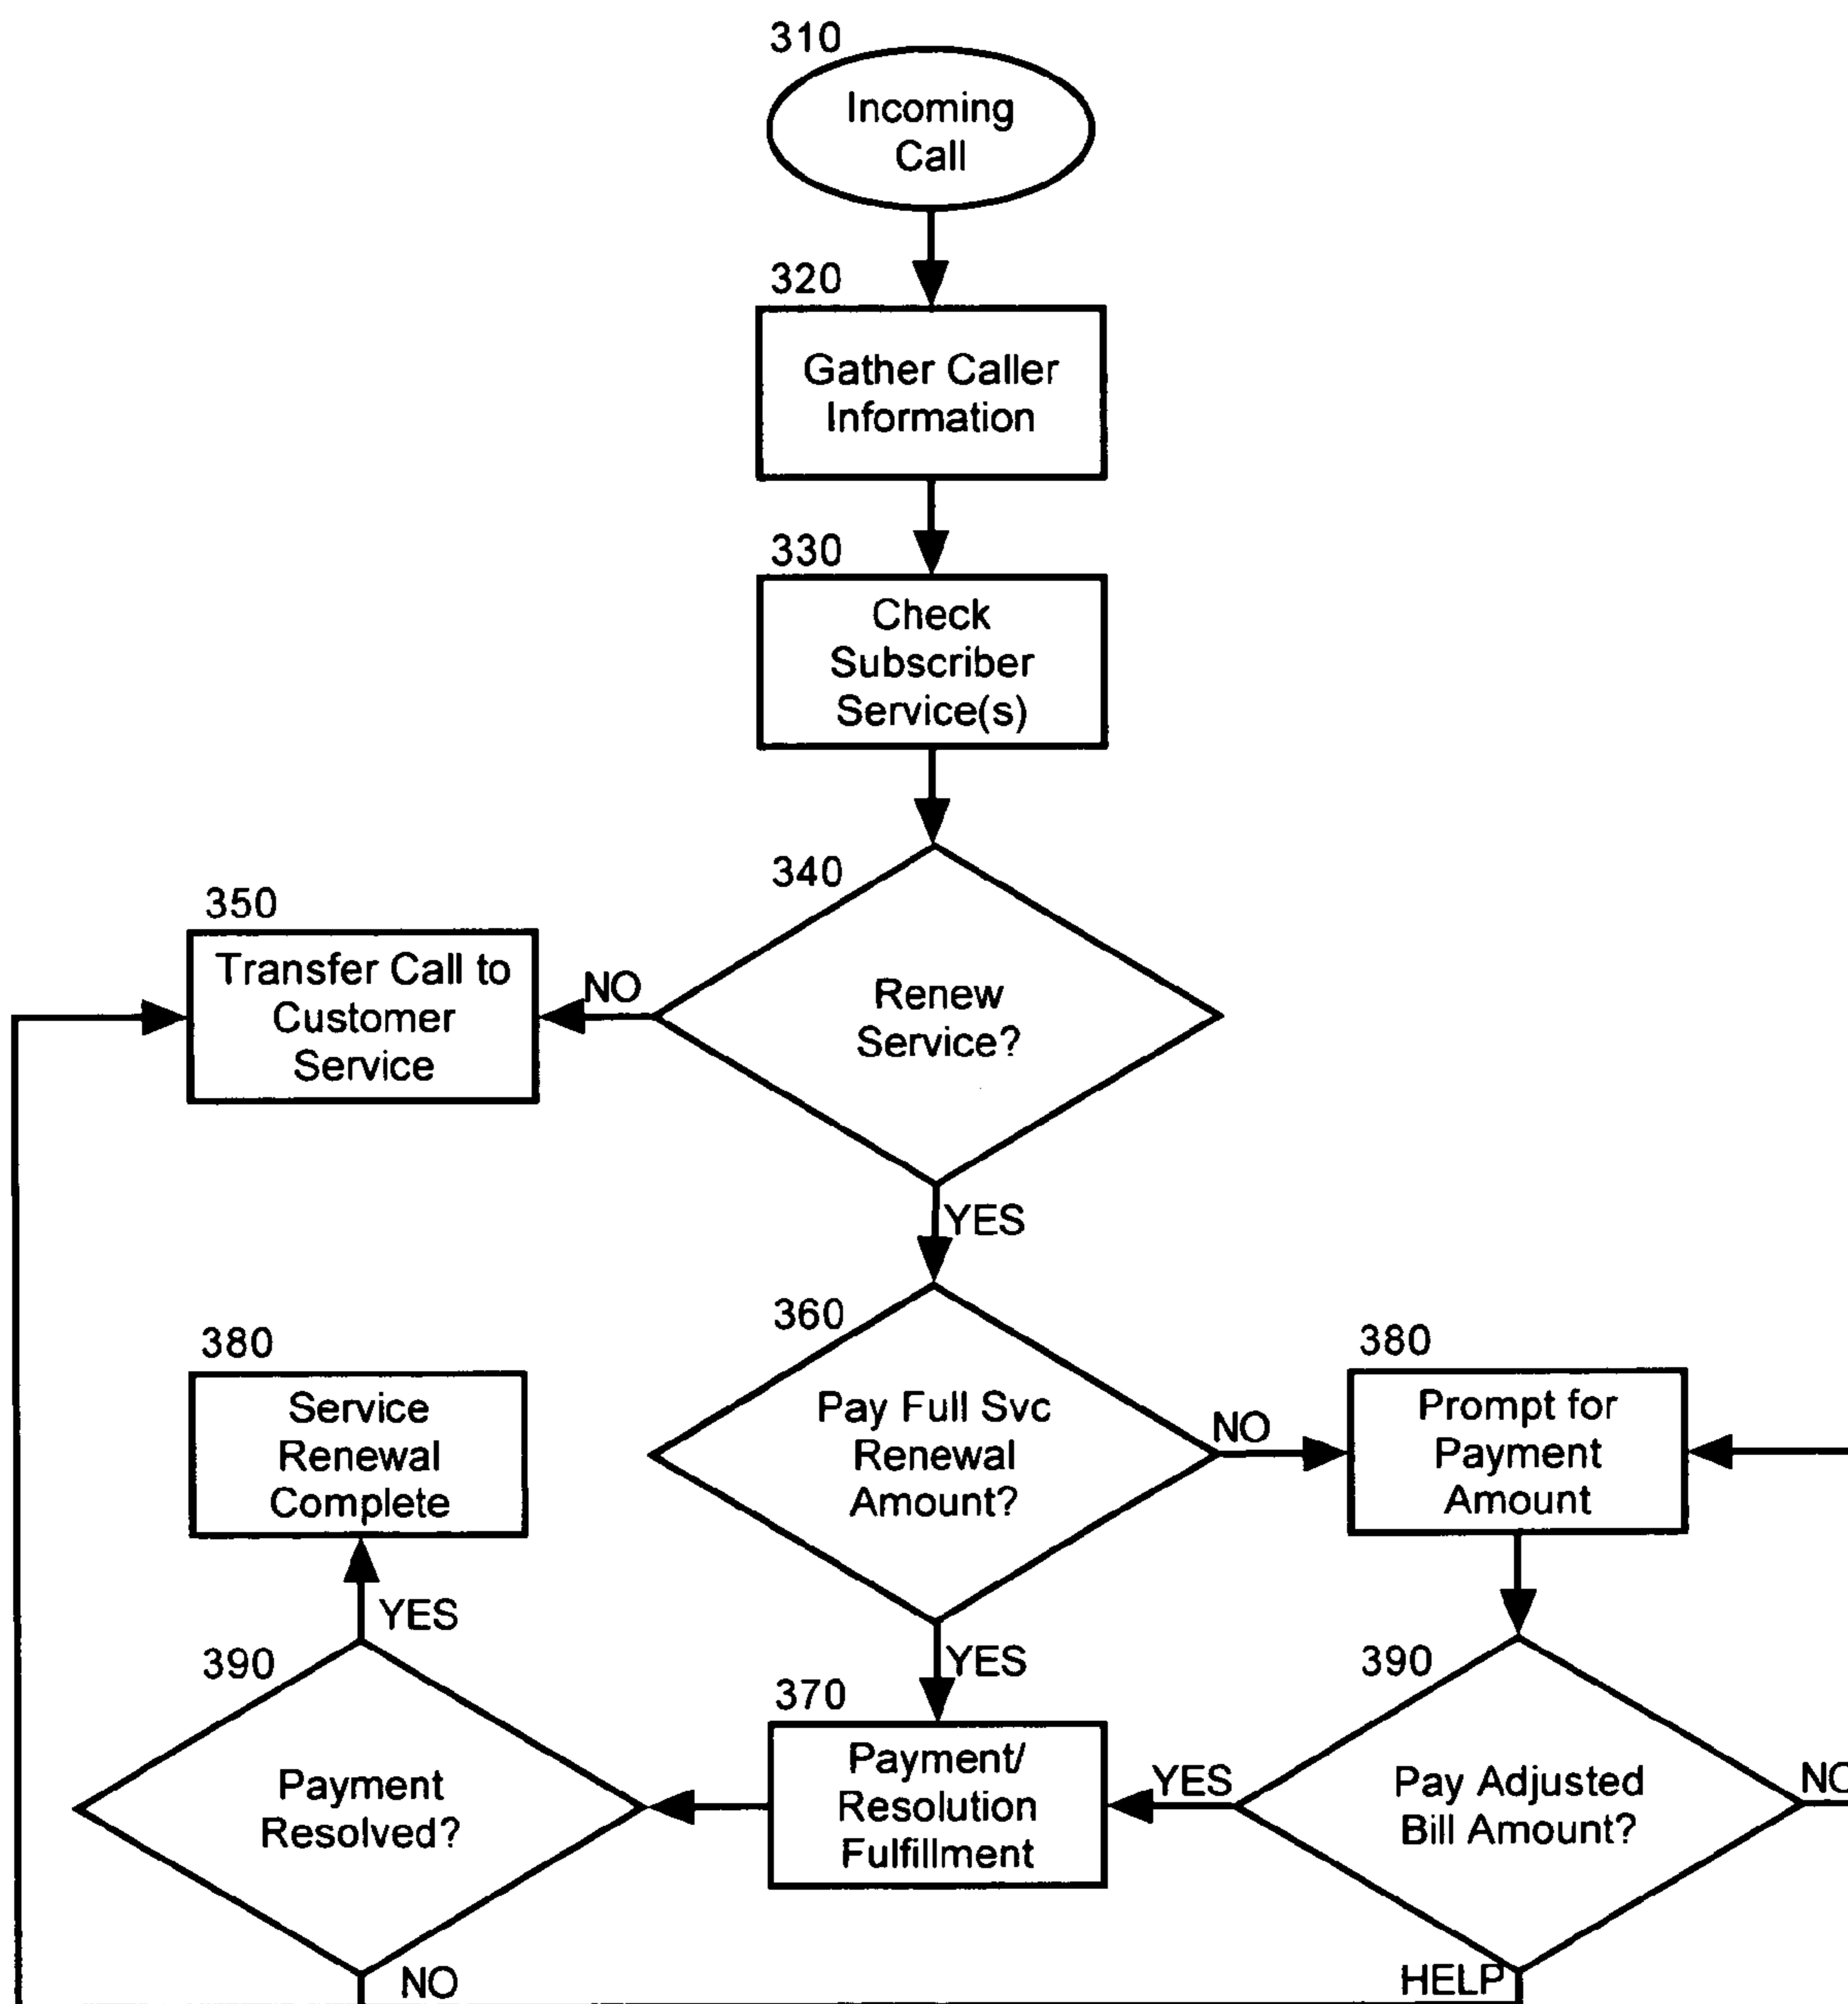 310
Incoming
Call
320
Gather Caller
Information
330
Check
Subscriber
Service(s)
340
Renew
Service?
NO
350
Transfer Call to
Customer
Service
YES
360
Pay Full Svc
Renewal
Amount?
NO
380
Prompt for
Payment
Amount
380
Service
Renewal
Complete
YES
YES
390
Payment
Resolved?
370
Payment/
Resolution
Fulfillment
YES
390
Pay Adjusted
Bill Amount?
NO
NO
HELP